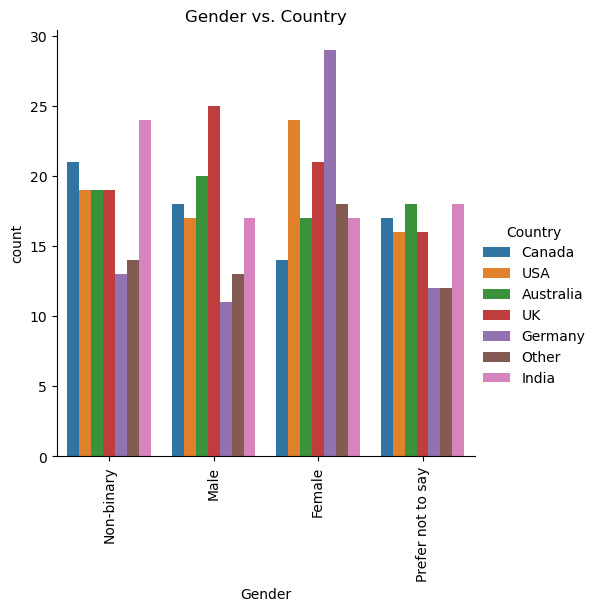 Gender vs. Country
30
25
20
15
10
5
0
count
Non-binary
Male
Female
Prefer not to say
Gender
Country
Canada
USA
Australia
UK
Germany
Other
India